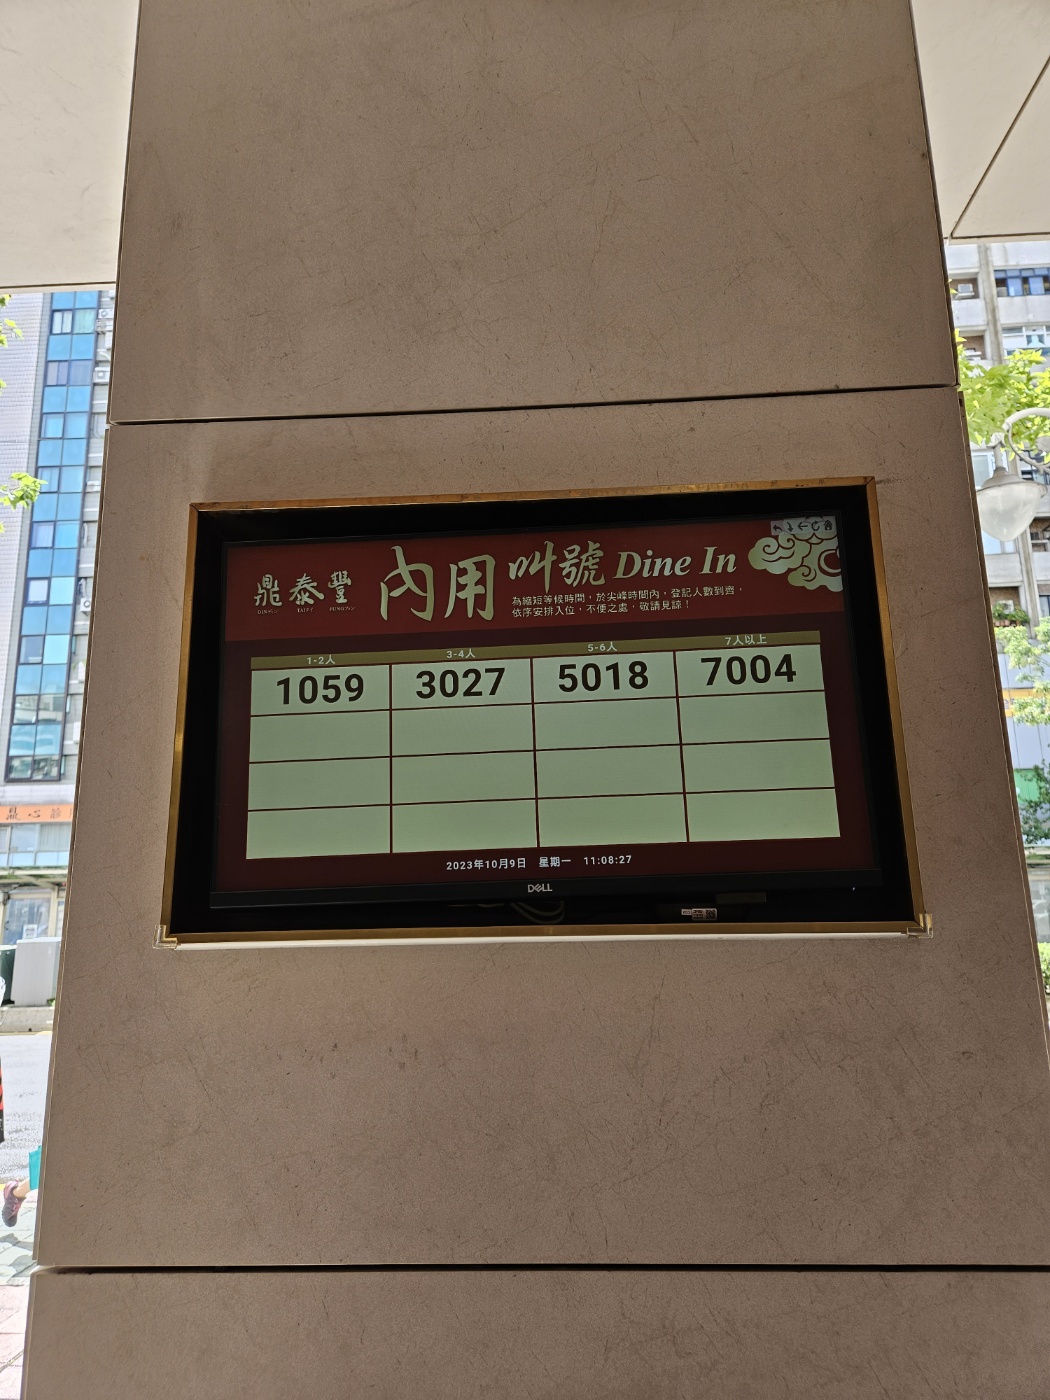 鼎泰豐 內用叫號 Dine In
為縮短等候時間，於尖峰時間內，登記人數到齊，
依序安排入位，不便之處，敬請見諒！
1-2人 3-4人 5-6人 7人以上
1059 3027 5018 7004
2023年10月9日 星期一 11:08:27
DELL